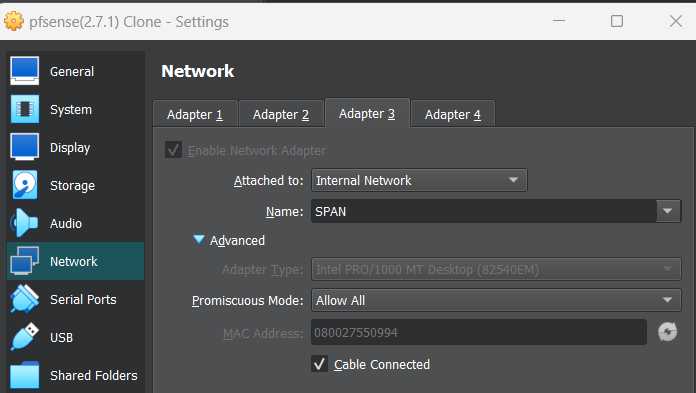 pfsense(2.7.1) Clone - Settings
General
System
Display
Storage
Audio
Network
Serial Ports
USB
Shared Folders
Network
Adapter 1 Adapter 2 Adapter 3 Adapter 4
Enable Network Adapter
Attached to: Internal Network
Name: SPAN
Advanced
Adapter Type: Intel PRO/1000 MT Desktop (82540EM)
Promiscuous Mode: Allow All
MAC Address: 080027550994
Cable Connected